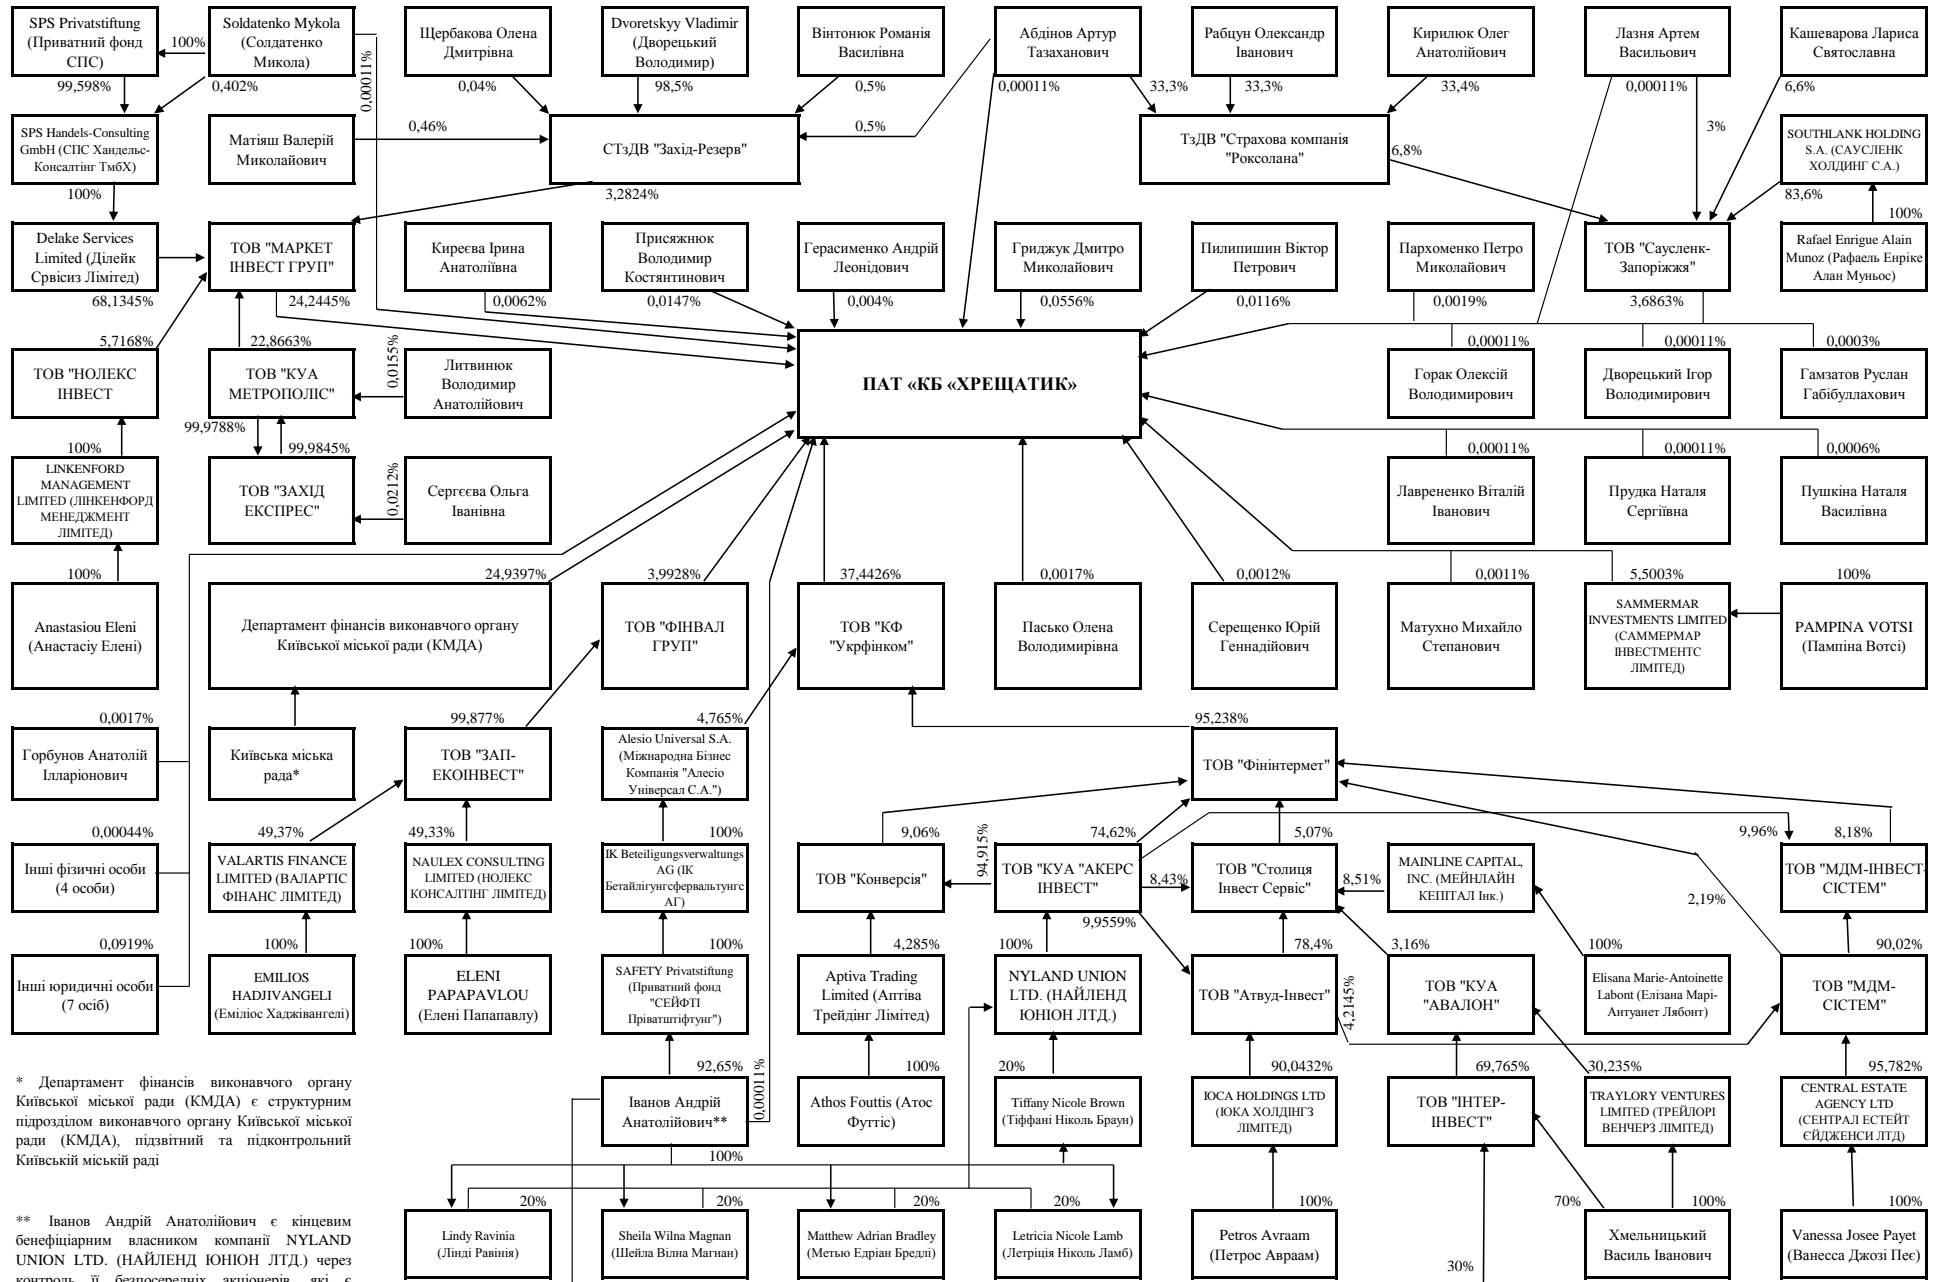 SPS Privatstiftung
(Приватний фонд
СПС)
Soldatenko Mykola
(Солдатенко
Микола)
Щербакова Олена
Дмитрівна
Dvoretskyy Vladimir
(Дворецький
Володимир)
Вінтонюк Романія
Василівна
Абдінов Артур
Тазаханович
Рабцун Олександр
Іванович
Кирилюк Олег
Анатолійович
Лазня Артем
Васильович
Кашеварова Лариса
Святославна
100%
0,00011%
99,598%
0,402%
0,04%
98,5%
0,5%
0,00011%
33,3%
33,3%
33,4%
0,00011%
6,6%
SPS Handels-Consulting
GmbH (СПС Хандельс-
Консалтінг ТмбХ)
Матіяш Валерій
Миколайович
0,46%
СТзДВ "Захід-Резерв"
0,5%
ТзДВ "Страхова компанія
"Роксолана"
6,8%
3%
SOUTHLANK HOLDING
S.A. (САУСЛЕНК
ХОЛДИНГ С.А.)
100%
3,2824%
83,6%
100%
Delake Services
Limited (Ділейк
Срвісиз Лімітед)
ТОВ "МАРКЕТ
ІНВЕСТ ГРУП"
Киреєва Ірина
Анатоліївна
Присяжнюк
Володимир
Костянтинович
Герасименко Андрій
Леонідович
Гриджук Дмитро
Миколайович
Пилипишин Віктор
Петрович
Пархоменко Петро
Миколайович
ТОВ "Саусленк-
Запоріжжя"
Rafael Enrigue Alain
Munoz (Рафаель Енріке
Алан Муньос)
68,1345%
24,2445%
0,0062%
0,0147%
0,004%
0,0556%
0,0116%
0,0019%
3,6863%
5,7168%
22,8663%
0,0155%
0,00011%
0,00011%
0,0003%
ТОВ "НОЛЕКС
ІНВЕСТ
ТОВ "КУА
МЕТРОПОЛІС"
Литвинюк
Володимир
Анатолійович
ПАТ «КБ «ХРЕЩАТИК»
Горак Олексій
Володимирович
Дворецький Ігор
Володимирович
Гамзатов Руслан
Габібуллахович
99,9788%
100%
99,9845%
0,00011%
0,00011%
0,0006%
LINKENFORD
MANAGEMENT
LIMITED (ЛІНКЕНФОРД
МЕНЕДЖМЕНТ
ЛІМІТЕД)
ТОВ "ЗАХІД
ЕКСПРЕС"
0,0212%
Сергєєва Ольга
Іванівна
Лаврененко Віталій
Іванович
Прудка Наталя
Сергіївна
Пушкіна Наталя
Василівна
100%
24,9397%
3,9928%
37,4426%
0,0017%
0,0012%
0,0011%
5,5003%
100%
Anastasiou Eleni
(Анастасіу Елені)
Департамент фінансів виконавчого органу
Київської міської ради (КМДА)
ТОВ "ФІНВАЛ
ГРУП"
ТОВ "КФ
"Укрфінком"
Пасько Олена
Володимирівна
Серещенко Юрій
Геннадійович
Матухно Михайло
Степанович
SAMMERMAR
INVESTMENTS LIMITED
(САММЕРМАР
ІНВЕСТМЕНТС
ЛІМІТЕД)
PAMPINA VOTSI
(Пампіна Вотсі)
0,0017%
99,877%
4,765%
95,238%
Горбунов Анатолій
Ілларіонович
Київська міська
рада*
ТОВ "ЗАП-
ЕКОІНВЕСТ"
Alesio Universal S.A.
(Міжнародна Бізнес
Компанія "Алесіо
Універсал С.А.")
ТОВ "Фінінтермет"
0,00044%
49,37%
49,33%
100%
9,06%
94,915%
74,62%
5,07%
9,96%
8,18%
Інші фізичні особи
(4 особи)
VALARTIS FINANCE
LIMITED (ВАЛАРТІС
ФІНАНС ЛІМІТЕД)
NAULEX CONSULTING
LIMITED (НОЛЕКС
КОНСАЛТІНГ ЛІМІТЕД)
IK Beteiligungsverwaltungs
AG (ІК
Бетайлігунгсфервальтунгс
АГ)
ТОВ "Конверсія"
ТОВ "КУА "АКЕРС
ІНВЕСТ"
8,43%
ТОВ "Столиця
Інвест Сервіс"
8,51%
MAINLINE CAPITAL,
INC. (МЕЙНЛАЙН
КЕПІТАЛ Інк.)
2,19%
ТОВ "МДМ-ІНВЕСТ-
СІСТЕМ"
9,9559%
0,0919%
100%
100%
100%
4,285%
100%
78,4%
3,16%
100%
90,02%
Інші юридичні особи
(7 осіб)
EMILIOS
HADJIVANGELI
(Еміліос Хаджівангелі)
ELENI
PAPAPAVLOU
(Елені Папапавлу)
SAFETY Privatstiftung
(Приватний фонд
"СЕЙФТІ
Пріватштіфтунг")
Aptiva Trading
Limited (Аптіва
Трейдінг Лімітед)
NYLAND UNION
LTD. (НАЙЛЕНД
ЮНІОН ЛТД.)
ТОВ "Атвуд-Інвест"
4,2145%
ТОВ "КУА
"АВАЛОН"
Elisana Marie-Antoinette
Labont (Елізана Марі-
Антуанет Лябонт)
ТОВ "МДМ-
СІСТЕМ"
92,65%
0,00011%
100%
20%
90,0432%
69,765%
30,235%
95,782%
* Департамент фінансів виконавчого органу
Київської міської ради (КМДА) є структурним
підрозділом виконавчого органу Київської міської
ради (КМДА), підзвітний та підконтрольний
Київській міській раді
Іванов Андрій
Анатолійович**
Athos Fouttis (Атос
Футтіс)
Tiffany Nicole Brown
(Тіффані Ніколь Браун)
IOCA HOLDINGS LTD
(ІОКА ХОЛДІНГЗ
ЛІМІТЕД)
ТОВ "ІНТЕР-
ІНВЕСТ"
TRAYLORY VENTURES
LIMITED (ТРЕЙЛОРІ
ВЕНЧЕРЗ ЛІМІТЕД)
CENTRAL ESTATE
AGENCY LTD
(СЕНТРАЛ ЕСТЕЙТ
ЄЙДЖЕНСИ ЛТД)
100%
20%
20%
20%
20%
100%
70%
100%
100%
** Іванов Андрій Анатолійович є кінцевим
бенефіціарним власником компанії NYLAND
UNION LTD. (НАЙЛЕНД ЮНІОН ЛТД.) через
контроль її безпосередніх акціонерів, які є
Lindy Ravinia
(Лінді Равінія)
Sheila Wilna Magnan
(Шейла Вілна Магнан)
Matthew Adrian Bradley
(Метью Едріан Бредлі)
Letricia Nicole Lamb
(Летріція Ніколь Ламб)
Petros Avraam
(Петрос Авраам)
30%
Хмельницький
Василь Іванович
Vanessa Josee Payet
(Ванесса Джозі Пеє)